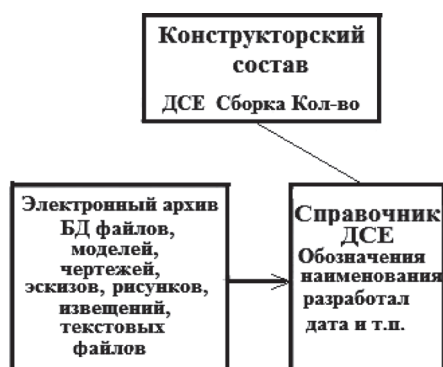 Конструкторский
состав
ДСЕ Сборка Кол-во
Электронный архив
БД файлов,
моделей,
чертежей,
эскизов, рисунков,
извещений,
текстовых
файлов
Справочник
ДСЕ
Обозначения
наименования
разработал
дата и т.п.